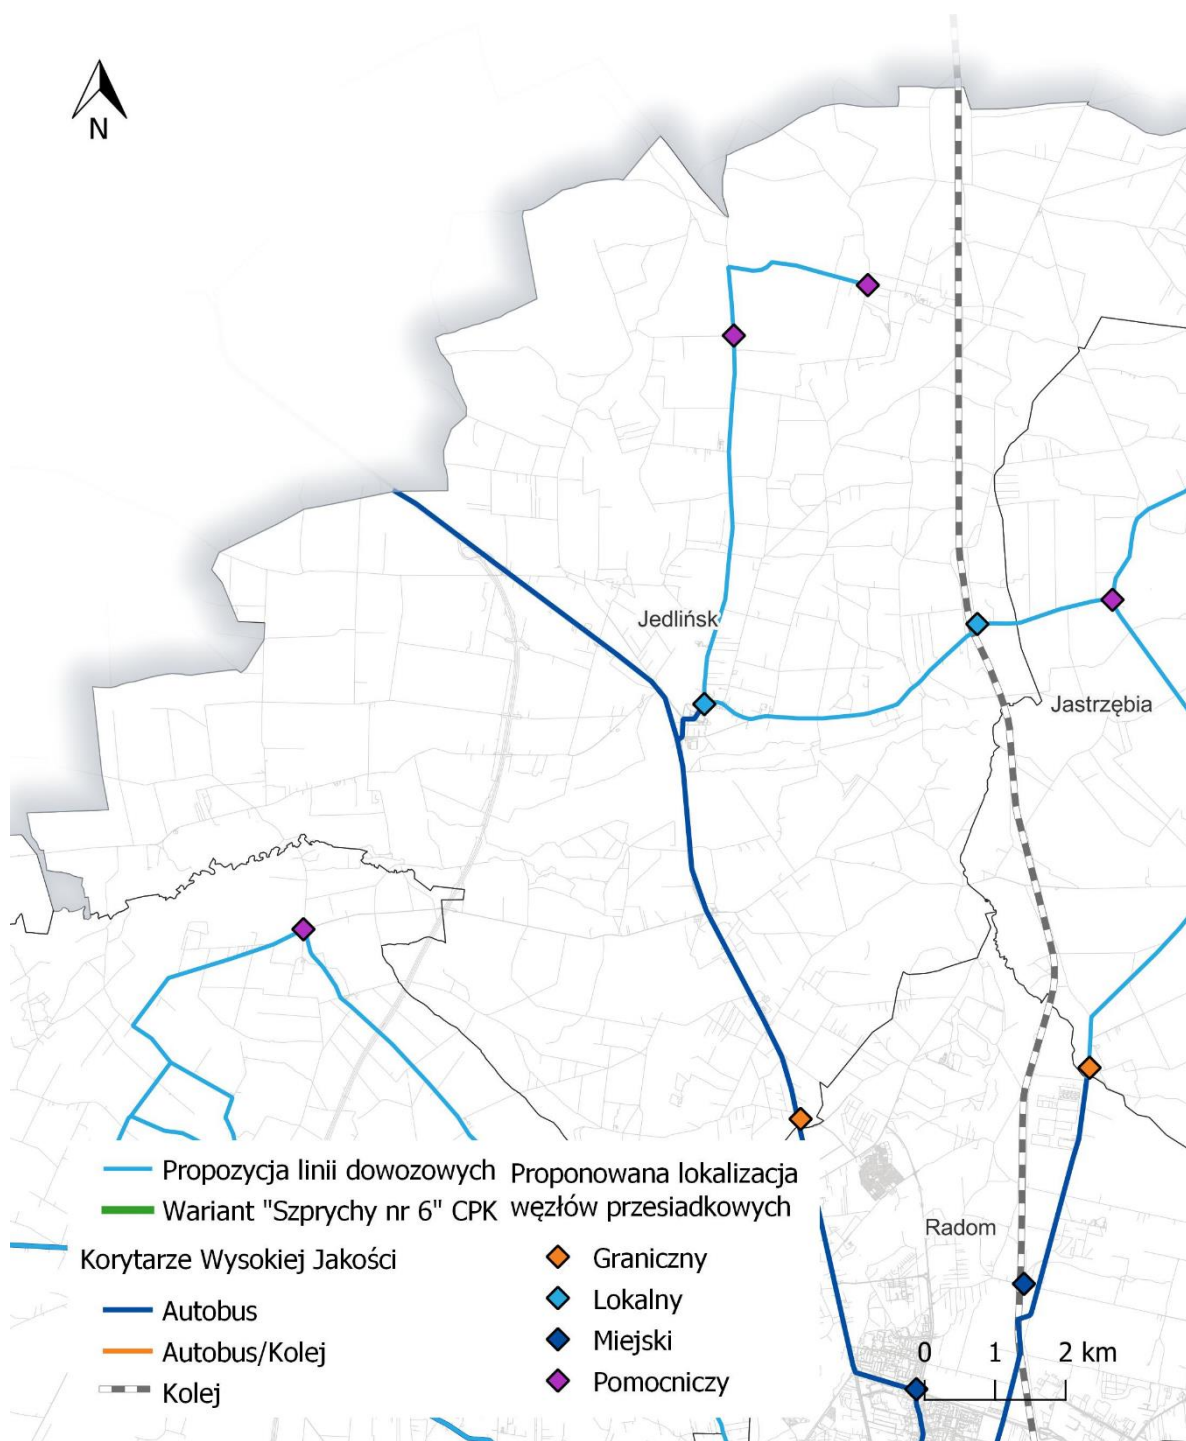 N
Jedlińsk
Jastrzębia
Radom
0 1 2 km
Propozycja linii dowozowych
Wariant "Szprychy nr 6" CPK
Korytarze Wysokiej Jakości
Autobus
Autobus/Kolej
Kolej
Proponowana lokalizacja
węzłów przesiadkowych
Graniczny
Lokalny
Miejski
Pomocniczy